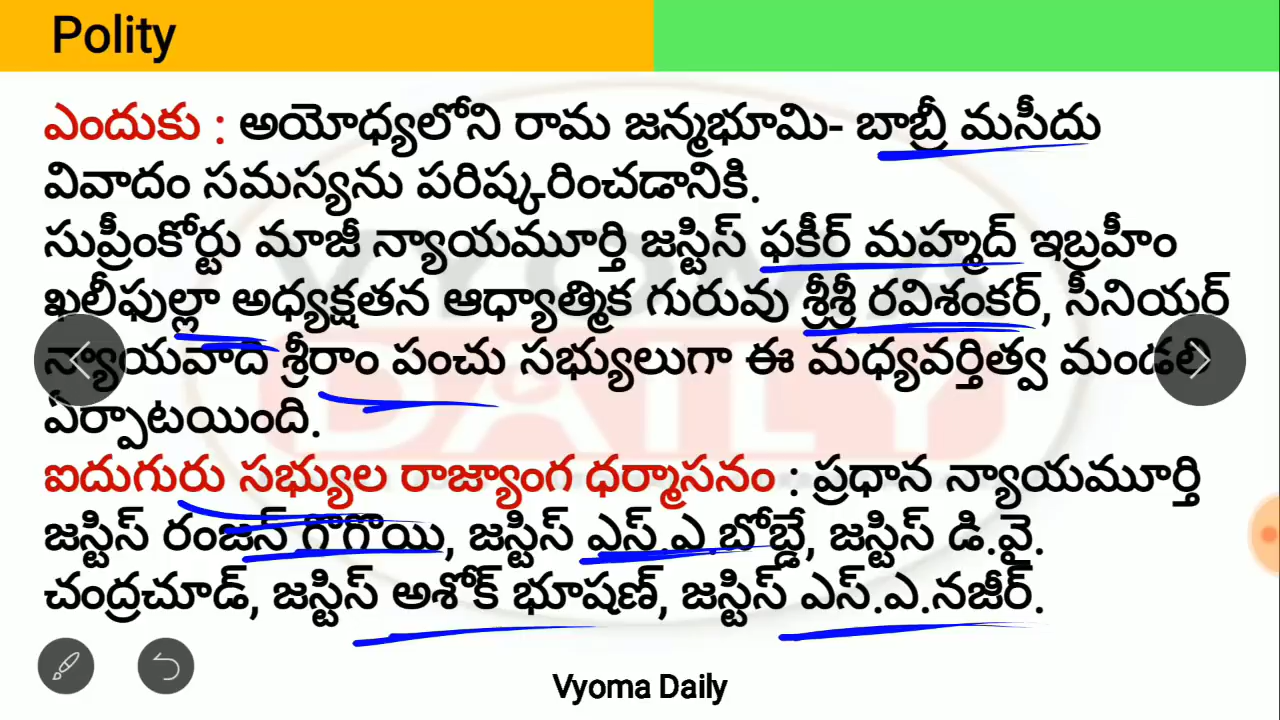 Polity
ఎందుకు : అయోధ్యలోని రామ జన్మభూమి- బాబ్రీ మసీదు
వివాదం సమస్యను పరిష్కరించడానికి.
సుప్రీంకోర్టు మాజీ న్యాయమూర్తి జస్టిస్ ఫకీర్ మహ్మద్ ఇబ్రహీం
ఖలీఫుల్లా అధ్యక్షతన ఆధ్యాత్మిక గురువు శ్రీశ్రీ రవిశంకర్, సీనియర్
న్యాయవాది శ్రీరాం పంచు సభ్యులుగా ఈ మధ్యవర్తిత్వ మండలి
ఏర్పాటయింది.
ఐదుగురు సభ్యుల రాజ్యాంగ ధర్మాసనం : ప్రధాన న్యాయమూర్తి
జస్టిస్ రంజన్ గొగొయి, జస్టిస్ ఎస్.ఎ.బోబ్డే, జస్టిస్ డి.వై.
చంద్రచూడ్, జస్టిస్ అశోక్ భూషణ్, జస్టిస్ ఎస్.ఎ.నజీర్.
Vyoma Daily